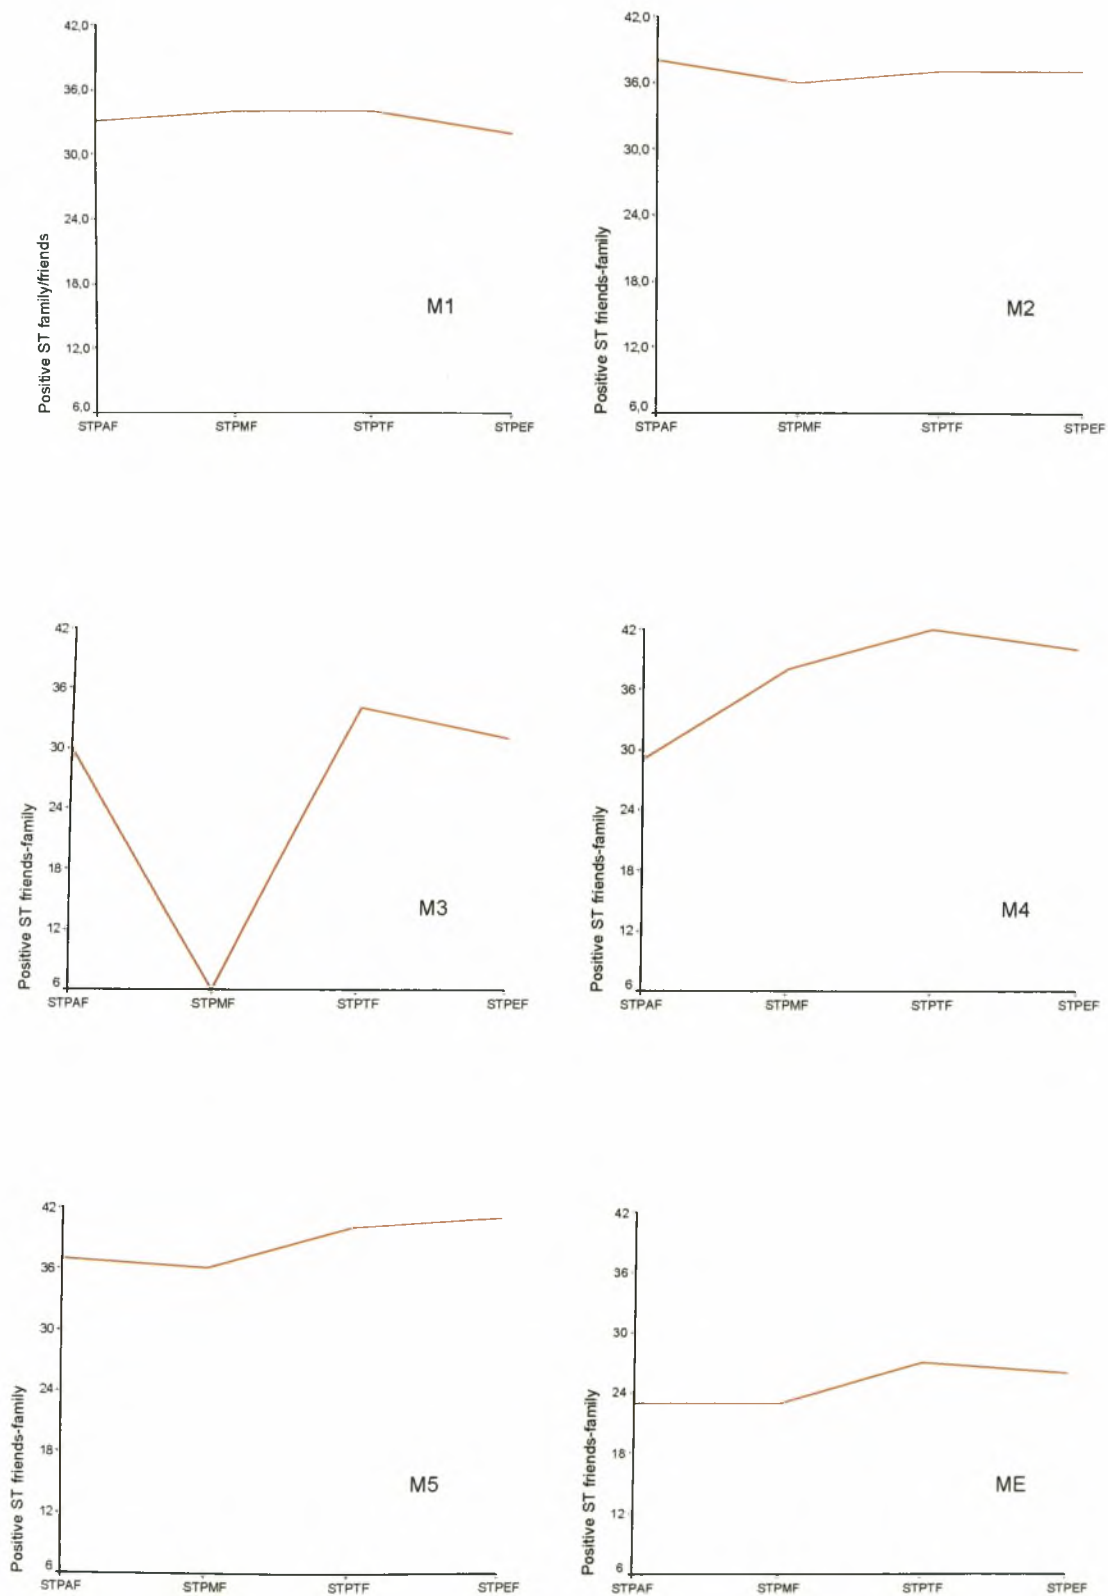 42,0
36,0
30,0
24,0
18,0
12,0
6,0
Positive ST family/friends
M1
STPAF STPMF STPTF STPEF
42,0
36,0
30,0
24,0
18,0
12,0
6,0
Positive ST friends-family
M2
STPAF STPMF STPTF STPEF
42
36
30
24
18
12
6
Positive ST friends-family
M3
STPAF STPMF STPTF STPEF
42
36
30
24
18
12
6
Positive ST friends-family
M4
STPAF STPMF STPTF STPEF
42
36
30
24
18
12
6
Positive ST friends-family
M5
STPAF STPMF STPTF STPEF
42
36
30
24
18
12
6
Positive ST friends-family
ME
STPAF STPMF STPTF STPEF